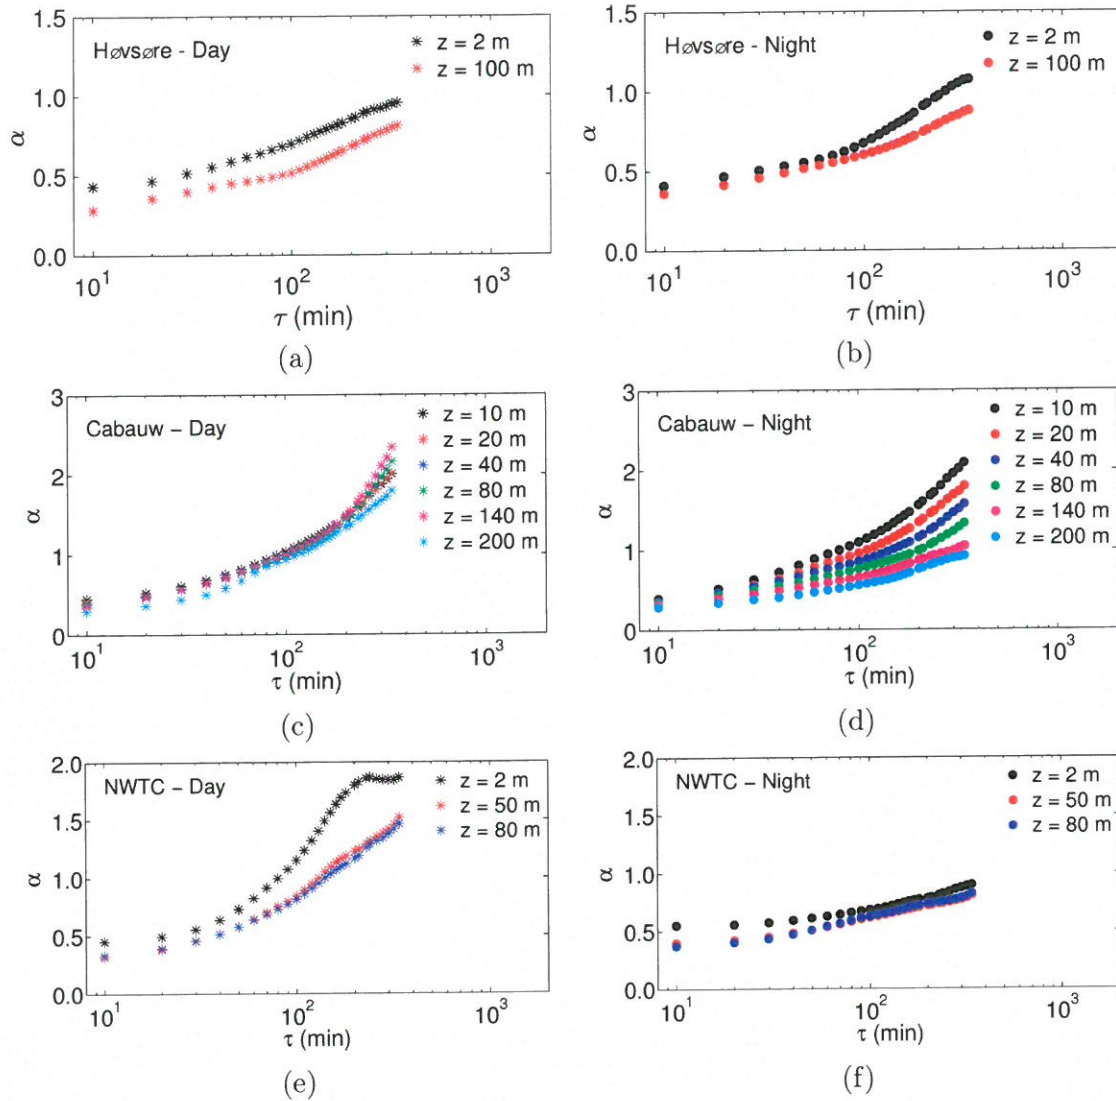 1.5
1.0
0.5
0.0
α
Høvsøre - Day
z = 2 m
z = 100 m
10¹
10²
10³
τ (min)
(a)
1.5
1.0
0.5
0.0
α
Høvsøre - Night
z = 2 m
z = 100 m
10¹
10²
10³
τ (min)
(b)
3
2
1
0
α
Cabauw – Day
z = 10 m
z = 20 m
z = 40 m
z = 80 m
z = 140 m
z = 200 m
10¹
10²
10³
τ (min)
(c)
3
2
1
0
α
Cabauw – Night
z = 10 m
z = 20 m
z = 40 m
z = 80 m
z = 140 m
z = 200 m
10¹
10²
10³
τ (min)
(d)
2.0
1.5
1.0
0.5
0.0
α
NWTC – Day
z = 2 m
z = 50 m
z = 80 m
10¹
10²
10³
τ (min)
(e)
2.0
1.5
1.0
0.5
0.0
α
NWTC – Night
z = 2 m
z = 50 m
z = 80 m
10¹
10²
10³
τ (min)
(f)